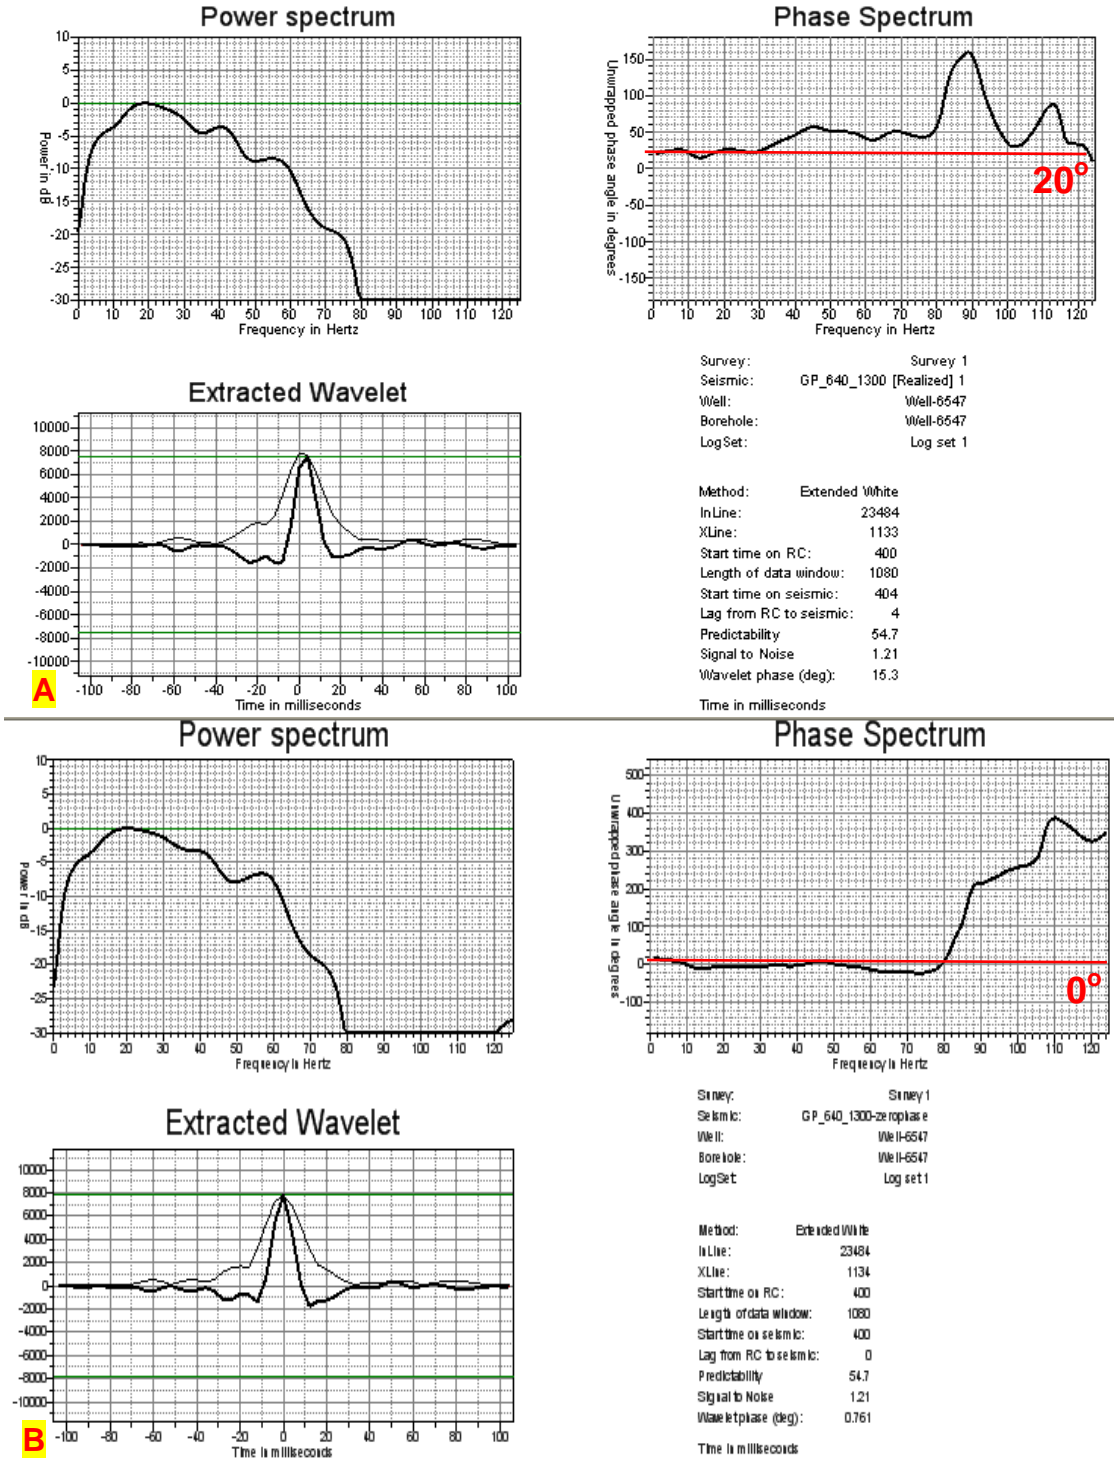 Power spectrum
Phase Spectrum
10
5
0
-5
-10
-15
-20
-25
-30
Power in dB
0 10 20 30 40 50 60 70 80 90 100 110 120
Frequency in Hertz
150
100
50
0
-50
-100
-150
Unwrapped phase angle in degrees
20°
0 10 20 30 40 50 60 70 80 90 100 110 120
Frequency in Hertz
Extracted Wavelet
10000
8000
6000
4000
2000
0
-2000
-4000
-6000
-8000
-10000
-100 -80 -60 -40 -20 0 20 40 60 80 100
Time in milliseconds
A
Survey: Survey 1
Seismic: GP_640_1300 [Realized] 1
Well: Well-6547
Borehole: Well-6547
LogSet: Log set 1
Method: Extended White
InLine: 23484
XLine: 1133
Start time on RC: 400
Length of data window: 1080
Start time on seismic: 404
Lag from RC to seismic: 4
Predictability 54.7
Signal to Noise 1.21
Wavelet phase (deg): 15.3
Time in milliseconds
Power spectrum
Phase Spectrum
10
5
0
-5
-10
-15
-20
-25
-30
Power in dB
0 10 20 30 40 50 60 70 80 90 100 110 120
Frequency in Hertz
500
400
300
200
100
0
-100
Unwrapped phase angle in degrees
0°
0 10 20 30 40 50 60 70 80 90 100 110 120
Frequency in Hertz
Extracted Wavelet
10000
8000
6000
4000
2000
0
-2000
-4000
-6000
-8000
-10000
-100 -80 -60 -40 -20 0 20 40 60 80 100
Time in milliseconds
B
Survey: Survey 1
Seismic: GP_640_1300-zerophase
Well: Well-6547
Borehole: Well-6547
LogSet: Log set 1
Method: Extended White
InLine: 23484
XLine: 1134
Start time on RC: 400
Length of data window: 1080
Start time on seismic: 400
Lag from RC to seismic: 0
Predictability 54.7
Signal to Noise 1.21
Wavelet phase (deg): 0.761
Time in milliseconds